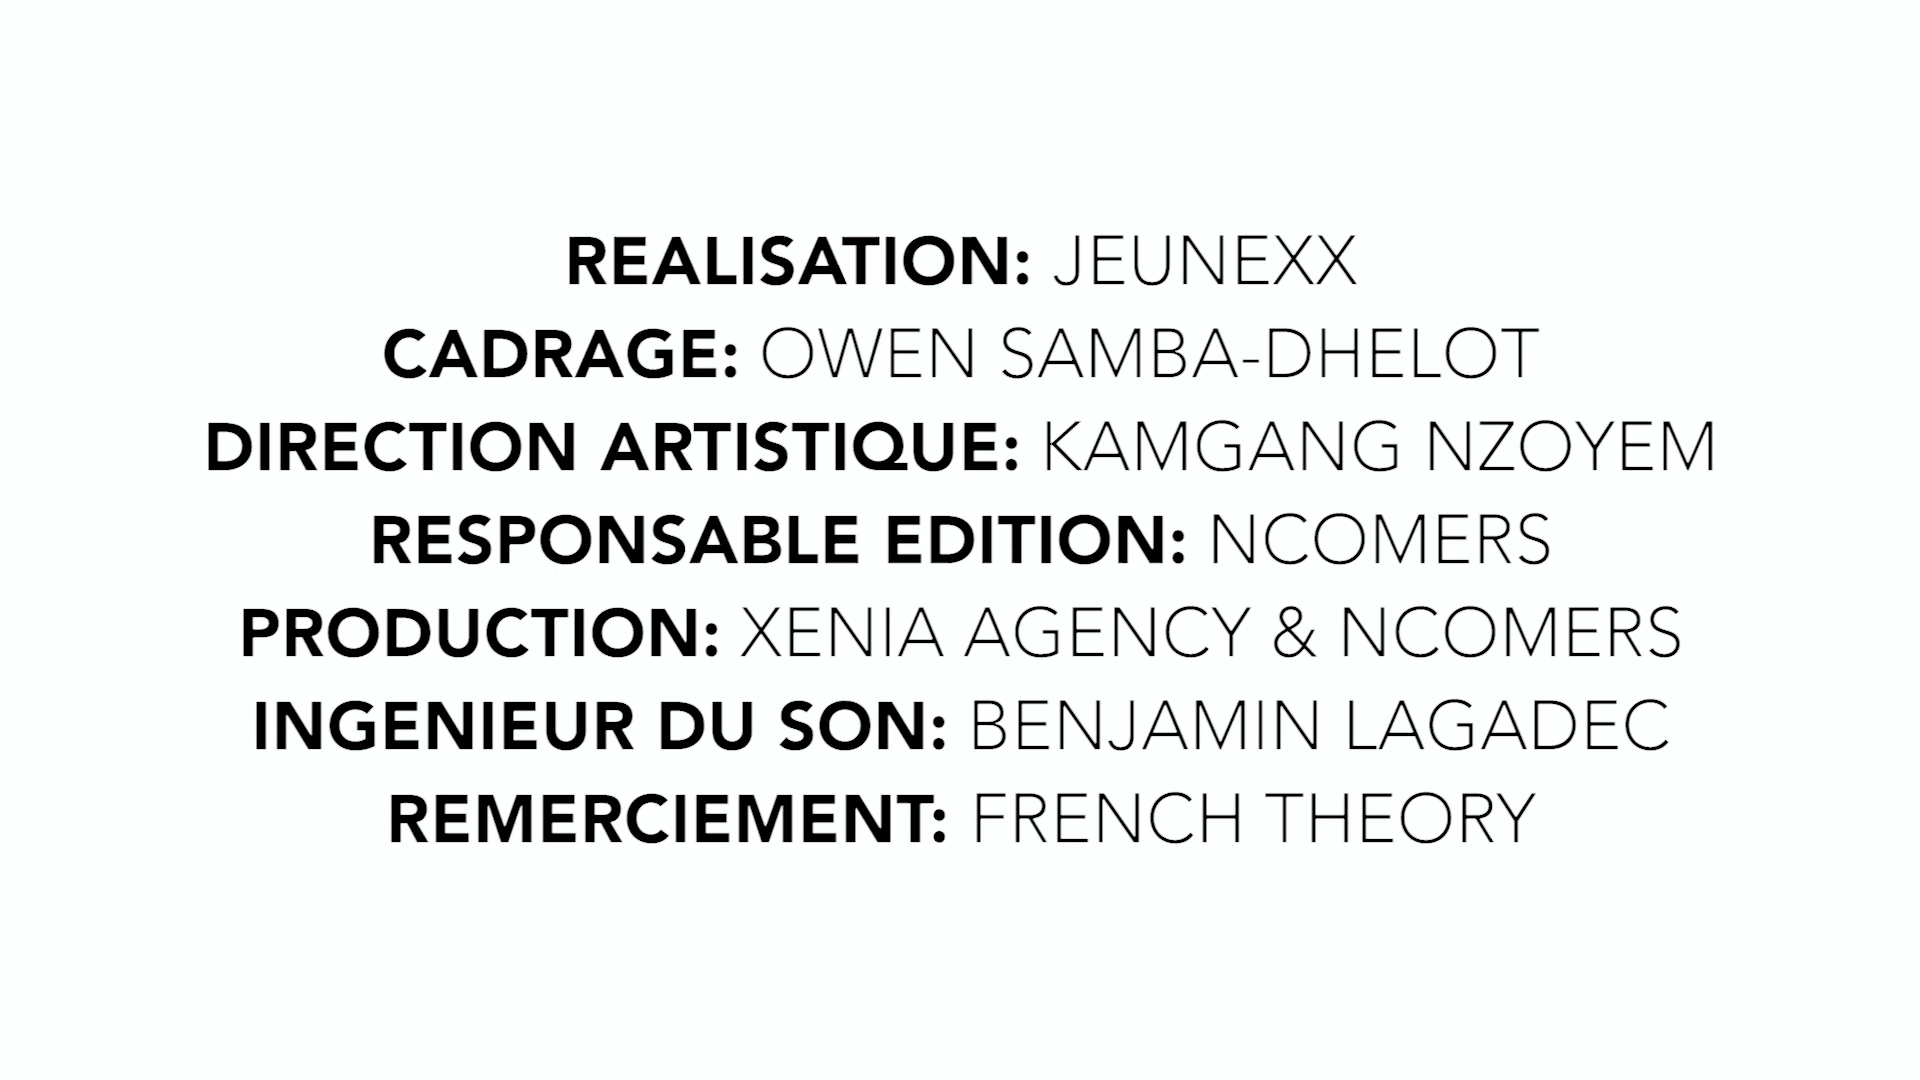 REALISATION: JEUNEXX
CADRAGE: OWEN SAMBA-DHELOT
DIRECTION ARTISTIQUE: KAMGANG NZOYEM
RESPONSABLE EDITION: NCOMERS
PRODUCTION: XENIA AGENCY & NCOMERS
INGENIEUR DU SON: BENJAMIN LAGADEC
REMERCIEMENT: FRENCH THEORY